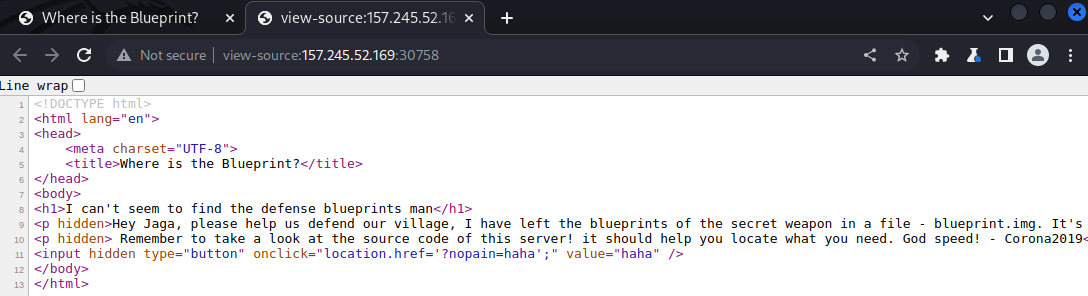 Where is the Blueprint?
view-source:157.245.52.16
Not secure
view-source:157.245.52.169:30758
Line wrap
1 <!DOCTYPE html>
2 <html lang="en">
3 <head>
4 <meta charset="UTF-8">
5 <title>Where is the Blueprint?</title>
6 </head>
7 <body>
8 <h1>I can't seem to find the defense blueprints man</h1>
9 <p hidden>Hey Jaga, please help us defend our village, I have left the blueprints of the secret weapon in a file - blueprint.img. It's
10 <p hidden> Remember to take a look at the source code of this server! it should help you locate what you need. God speed! - Corona2019<
11 <input hidden type="button" onclick="location.href='?nopain=haha';" value="haha" />
12 </body>
13 </html>